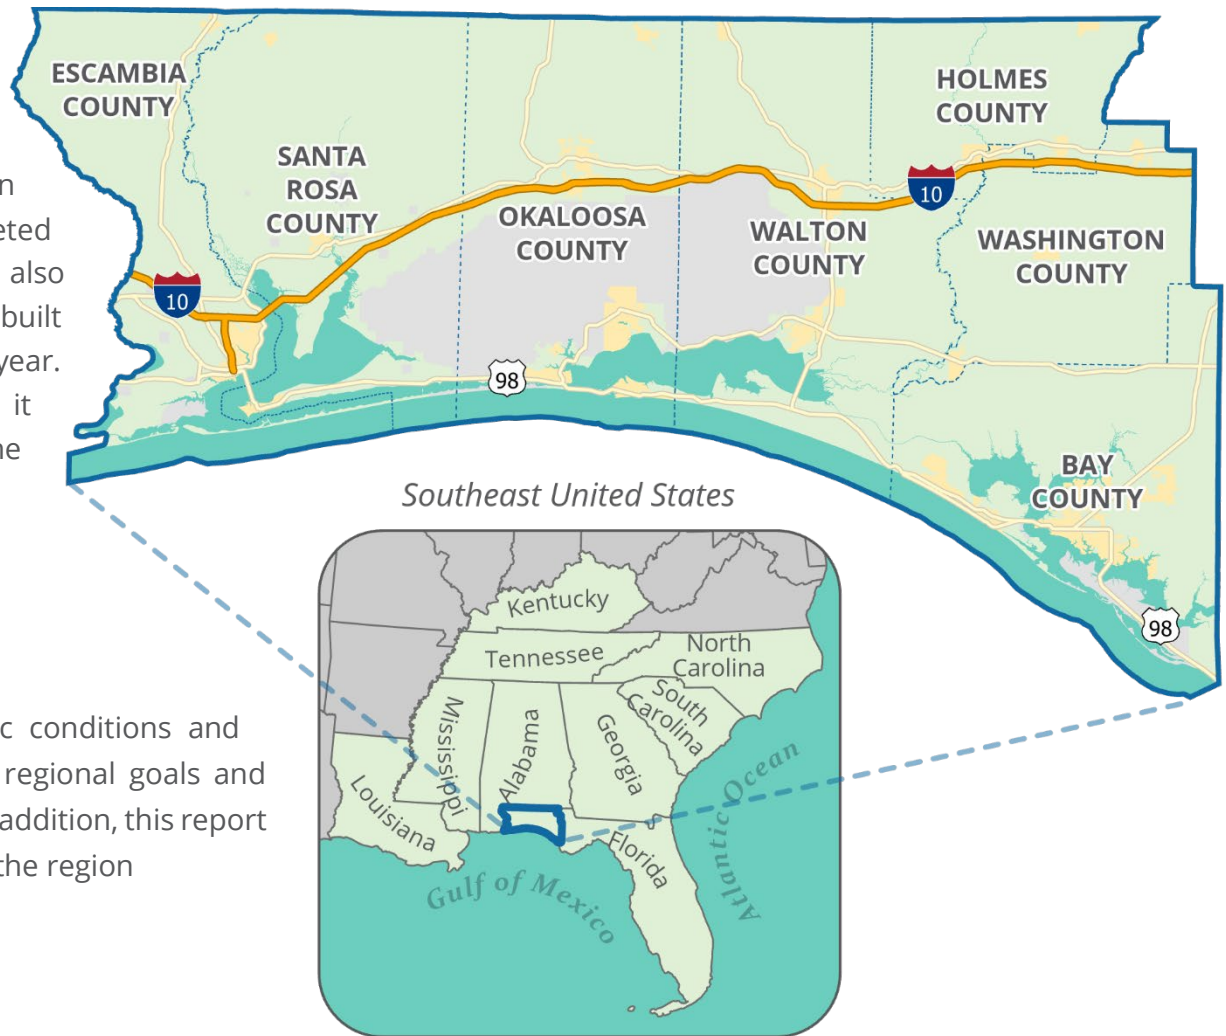 ESCAMBIA
COUNTY
HOLMES
COUNTY
SANTA
ROSA
COUNTY
10
OKALOOSA
COUNTY
WALTON
COUNTY
WASHINGTON
COUNTY
10
98
BAY
COUNTY
98
n
eted
also
built
year.
it
ne
Southeast United States
Kentucky
Tennessee
North
Carolina
South
Carolina
Mississippi
Alabama
Georgia
Louisiana
Florida
Gulf of Mexico
Atlantic Ocean
c conditions and
regional goals and
addition, this report
the region